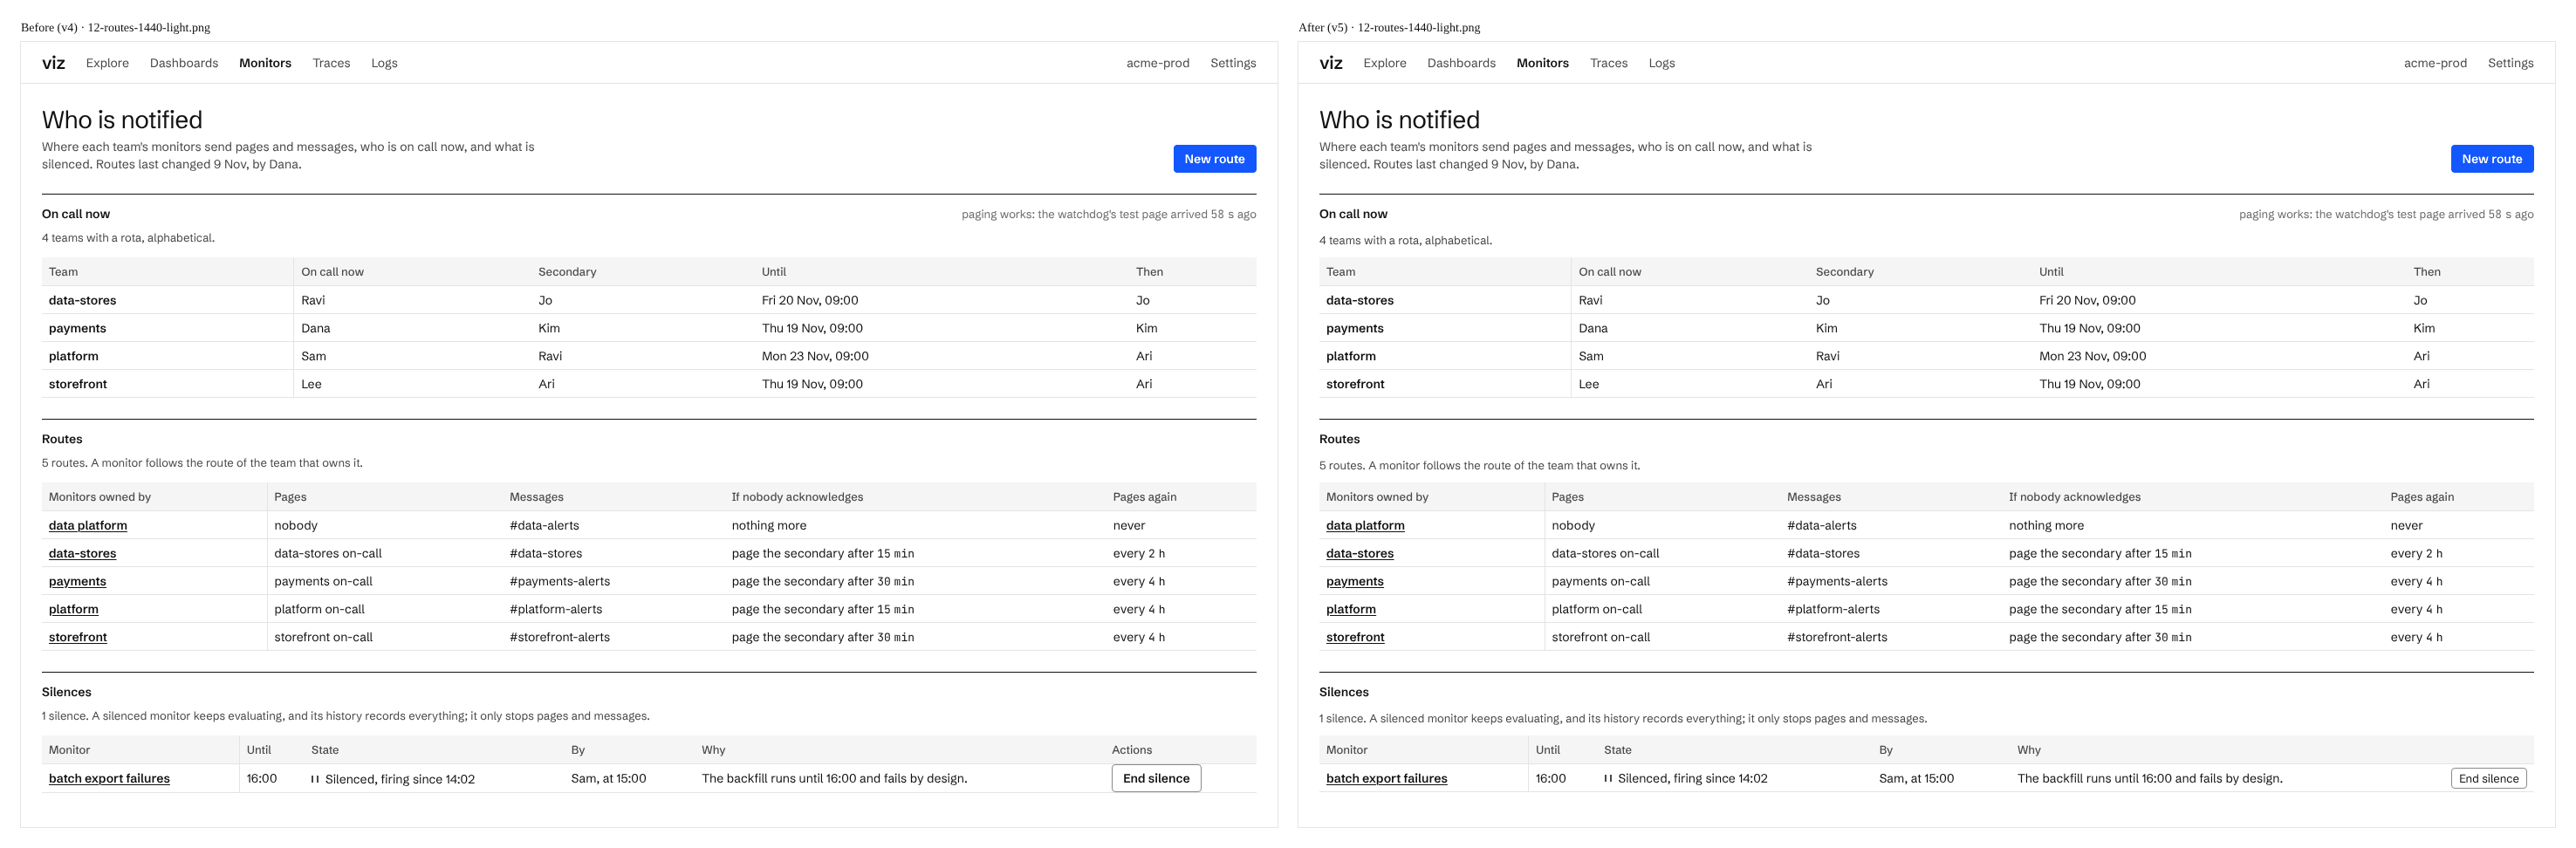 Before (v4) · 12-routes-1440-light.png
viz Explore Dashboards Monitors Traces Logs acme-prod Settings
Who is notified
Where each team's monitors send pages and messages, who is on call now, and what is
silenced. Routes last changed 9 Nov, by Dana.
New route
On call now paging works: the watchdog's test page arrived 58 s ago
4 teams with a rota, alphabetical.
Team On call now Secondary Until Then
data-stores Ravi Jo Fri 20 Nov, 09:00 Jo
payments Dana Kim Thu 19 Nov, 09:00 Kim
platform Sam Ravi Mon 23 Nov, 09:00 Ari
storefront Lee Ari Thu 19 Nov, 09:00 Ari
Routes
5 routes. A monitor follows the route of the team that owns it.
Monitors owned by Pages Messages If nobody acknowledges Pages again
data platform nobody #data-alerts nothing more never
data-stores data-stores on-call #data-stores page the secondary after 15 min every 2 h
payments payments on-call #payments-alerts page the secondary after 30 min every 4 h
platform platform on-call #platform-alerts page the secondary after 15 min every 4 h
storefront storefront on-call #storefront-alerts page the secondary after 30 min every 4 h
Silences
1 silence. A silenced monitor keeps evaluating, and its history records everything; it only stops pages and messages.
Monitor Until State By Why Actions
batch export failures 16:00 Silenced, firing since 14:02 Sam, at 15:00 The backfill runs until 16:00 and fails by design. End silence
After (v5) · 12-routes-1440-light.png
viz Explore Dashboards Monitors Traces Logs acme-prod Settings
Who is notified
Where each team's monitors send pages and messages, who is on call now, and what is
silenced. Routes last changed 9 Nov, by Dana.
New route
On call now paging works: the watchdog's test page arrived 58 s ago
4 teams with a rota, alphabetical.
Team On call now Secondary Until Then
data-stores Ravi Jo Fri 20 Nov, 09:00 Jo
payments Dana Kim Thu 19 Nov, 09:00 Kim
platform Sam Ravi Mon 23 Nov, 09:00 Ari
storefront Lee Ari Thu 19 Nov, 09:00 Ari
Routes
5 routes. A monitor follows the route of the team that owns it.
Monitors owned by Pages Messages If nobody acknowledges Pages again
data platform nobody #data-alerts nothing more never
data-stores data-stores on-call #data-stores page the secondary after 15 min every 2 h
payments payments on-call #payments-alerts page the secondary after 30 min every 4 h
platform platform on-call #platform-alerts page the secondary after 15 min every 4 h
storefront storefront on-call #storefront-alerts page the secondary after 30 min every 4 h
Silences
1 silence. A silenced monitor keeps evaluating, and its history records everything; it only stops pages and messages.
Monitor Until State By Why
batch export failures 16:00 Silenced, firing since 14:02 Sam, at 15:00 The backfill runs until 16:00 and fails by design. End silence